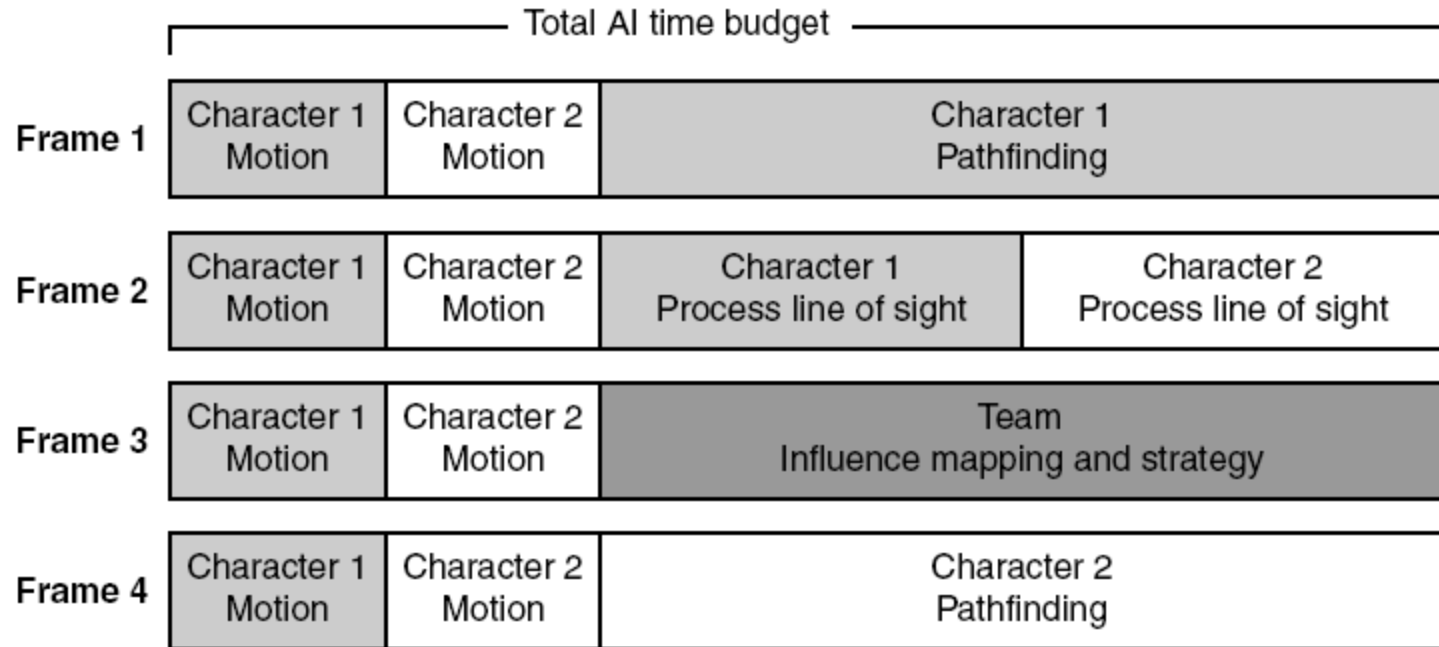 Total AI time budget
Frame 1
Character 1
Motion
Character 2
Motion
Character 1
Pathfinding
Frame 2
Character 1
Motion
Character 2
Motion
Character 1
Process line of sight
Character 2
Process line of sight
Frame 3
Character 1
Motion
Character 2
Motion
Team
Influence mapping and strategy
Frame 4
Character 1
Motion
Character 2
Motion
Character 2
Pathfinding